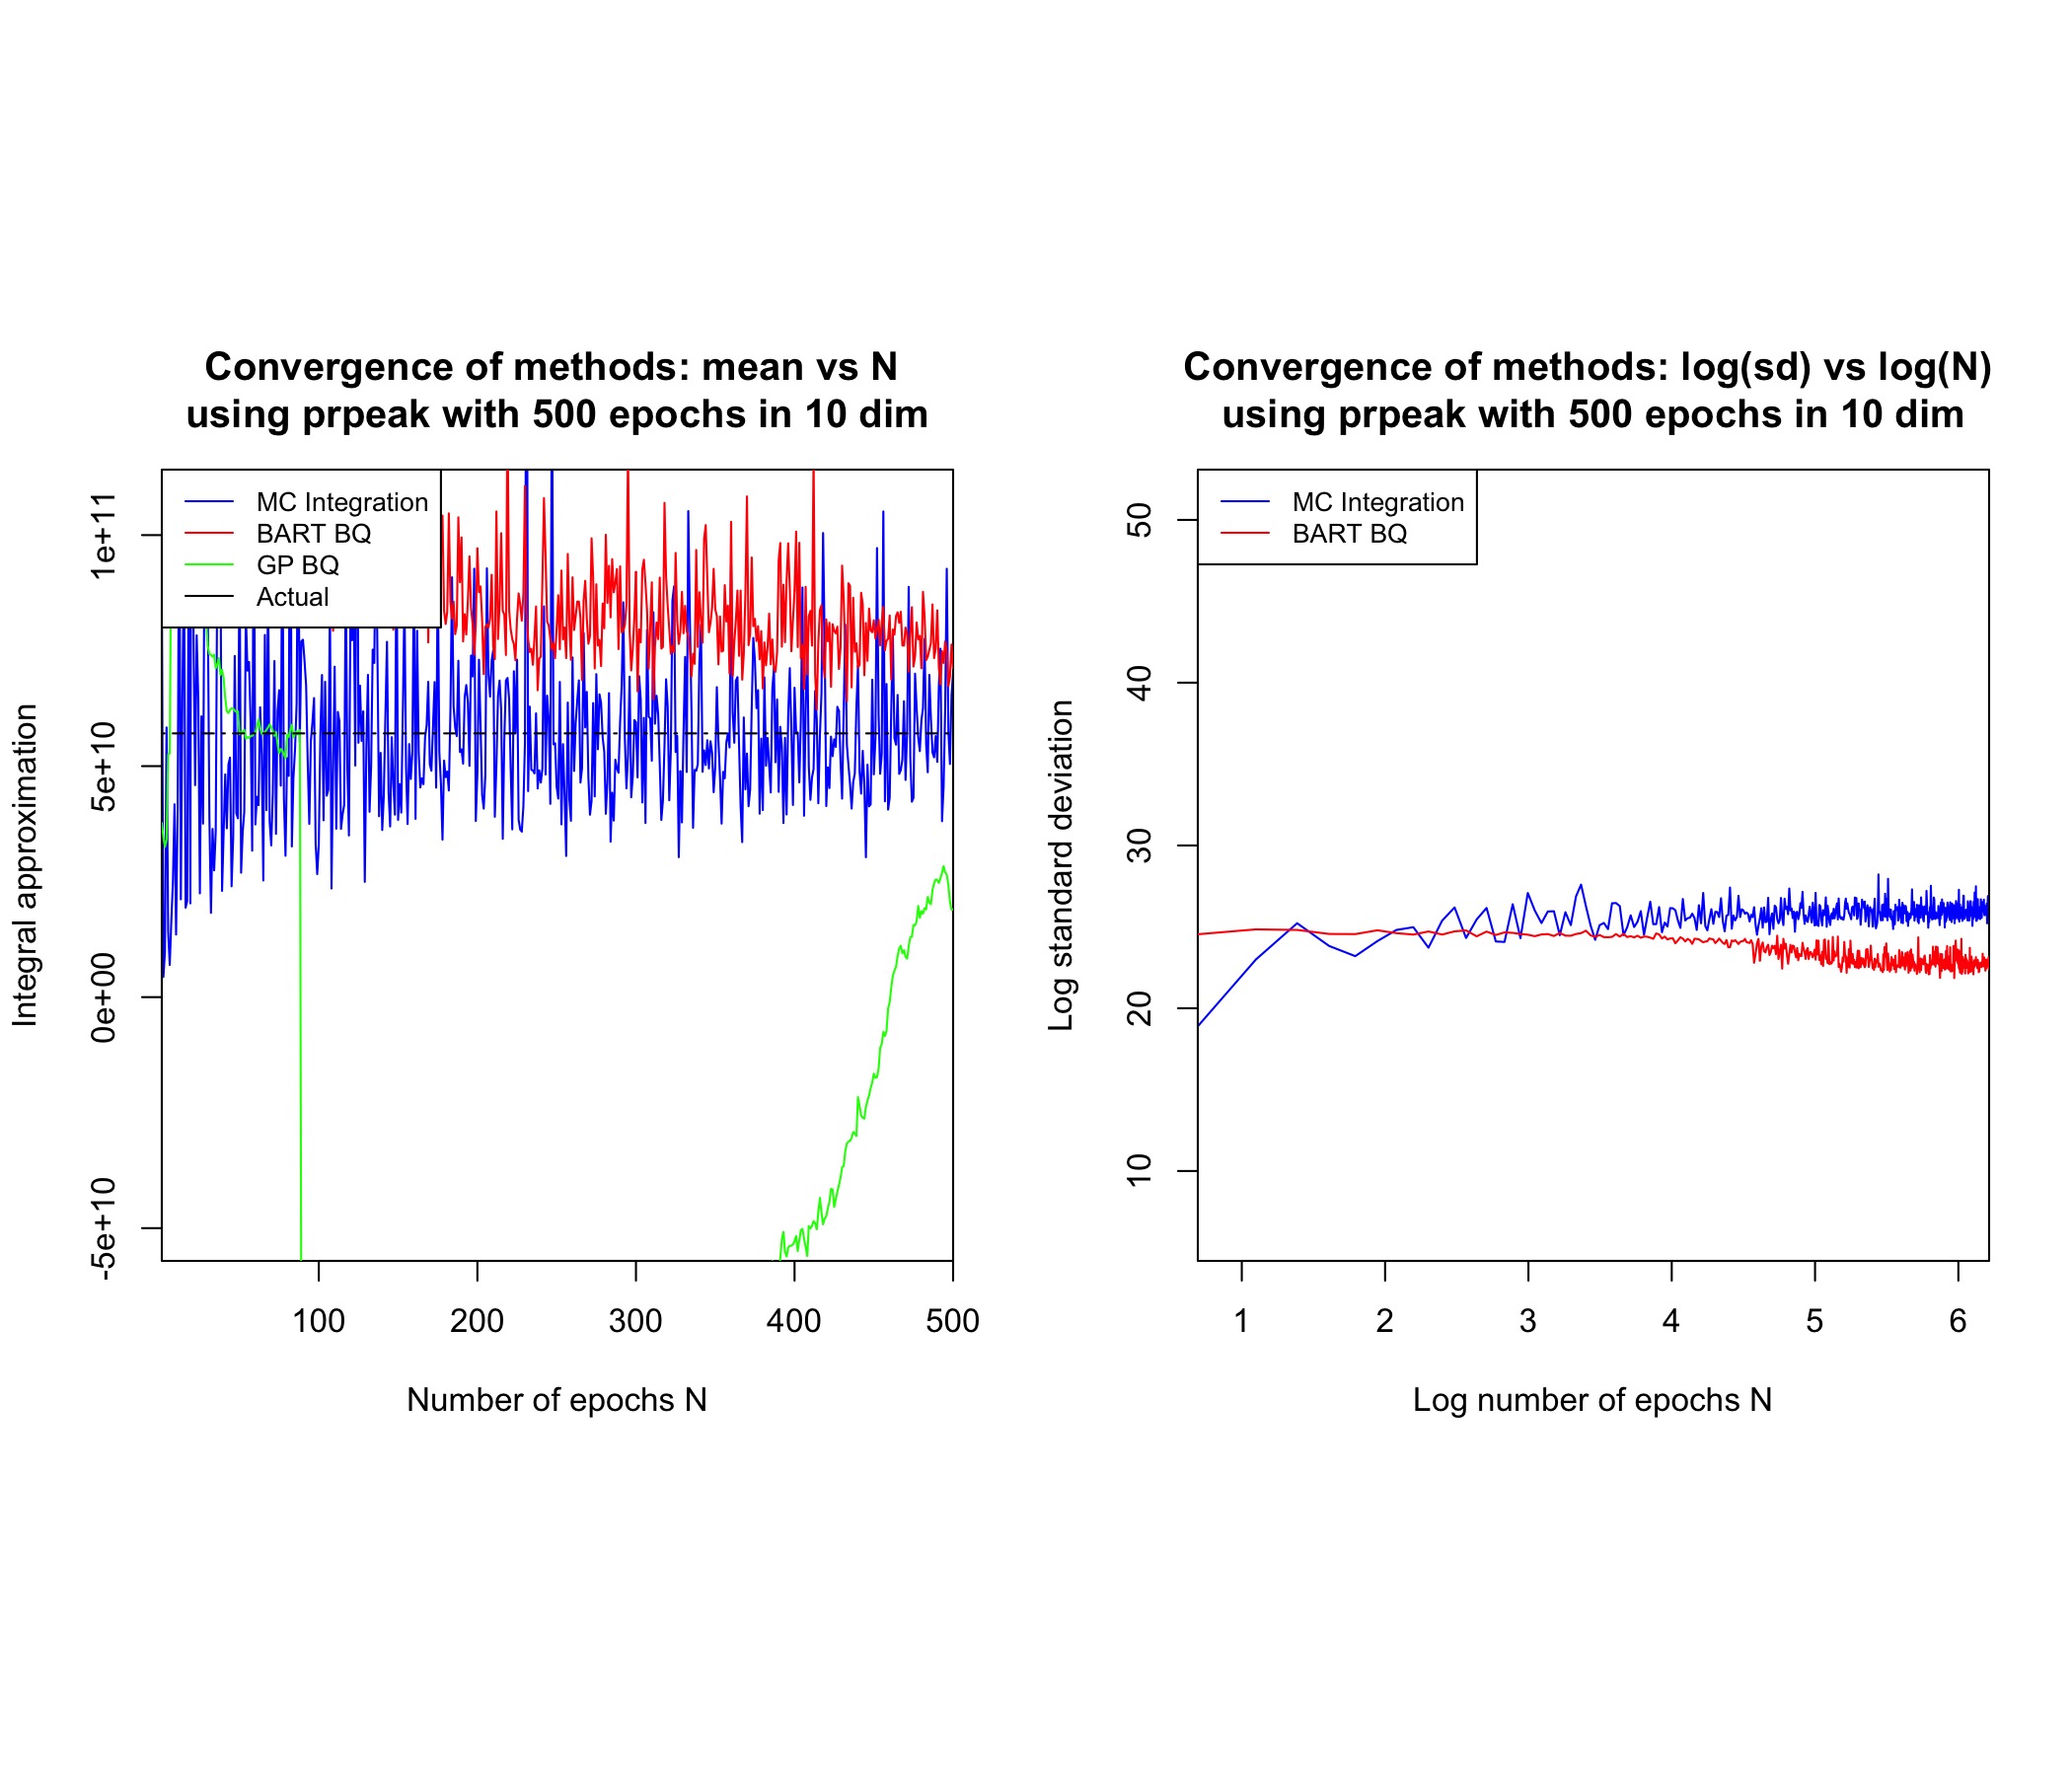 Convergence of methods: mean vs N
using prpeak with 500 epochs in 10 dim
MC Integration
BART BQ
GP BQ
Actual
Integral approximation
1e+11
5e+10
0e+00
-5e+10
100 200 300 400 500
Number of epochs N
Convergence of methods: log(sd) vs log(N)
using prpeak with 500 epochs in 10 dim
MC Integration
BART BQ
Log standard deviation
50
40
30
20
10
1 2 3 4 5 6
Log number of epochs N